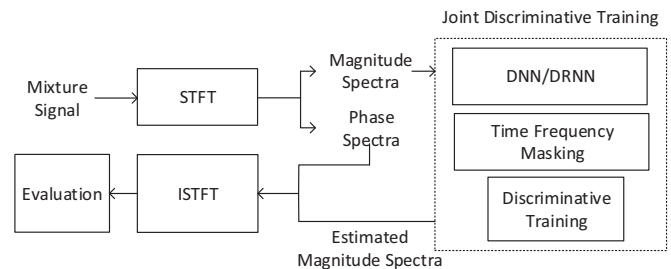 Joint Discriminative Training
Mixture
Signal
STFT
Magnitude
Spectra
Phase
Spectra
DNN/DRNN
Time Frequency
Masking
Discriminative
Training
Evaluation
ISTFT
Estimated
Magnitude Spectra